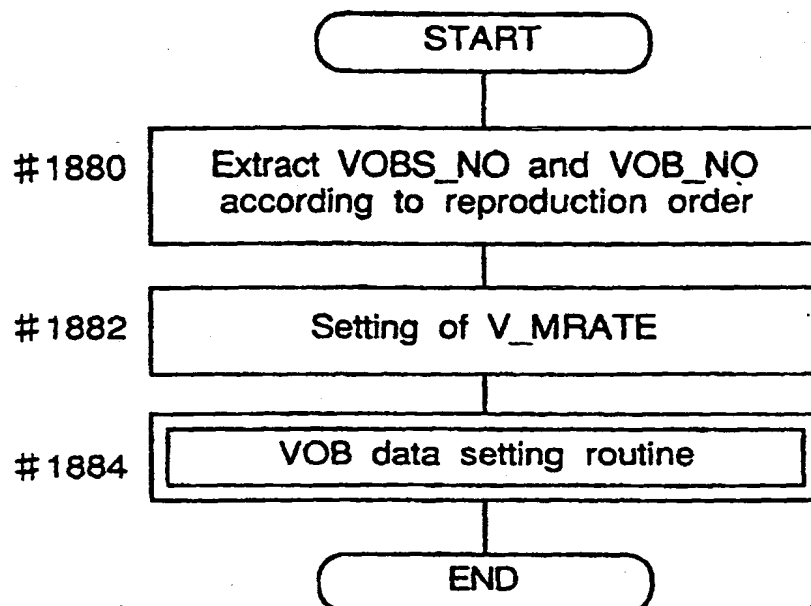 START
#1880
Extract VOBS_NO and VOB_NO
according to reproduction order
#1882
Setting of V_MRATE
#1884
VOB data setting routine
END